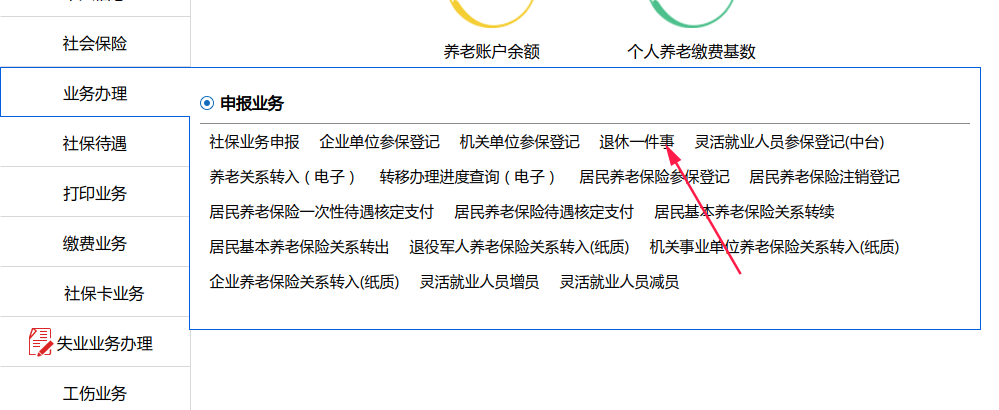 养老账户余额 个人养老缴费基数
社会保险
业务办理
社保待遇
打印业务
缴费业务
社保卡业务
失业业务办理
工伤业务
申报业务
社保业务申报 企业单位参保登记 机关单位参保登记 退休一件事 灵活就业人员参保登记(中台)
养老关系转入（电子） 转移办理进度查询（电子） 居民养老保险参保登记 居民养老保险注销登记
居民养老保险一次性待遇核定支付 居民养老保险待遇核定支付 居民基本养老保险关系转续
居民基本养老保险关系转出 退役军人养老保险关系转入(纸质) 机关事业单位养老保险关系转入(纸质)
企业养老保险关系转入(纸质) 灵活就业人员增员 灵活就业人员减员